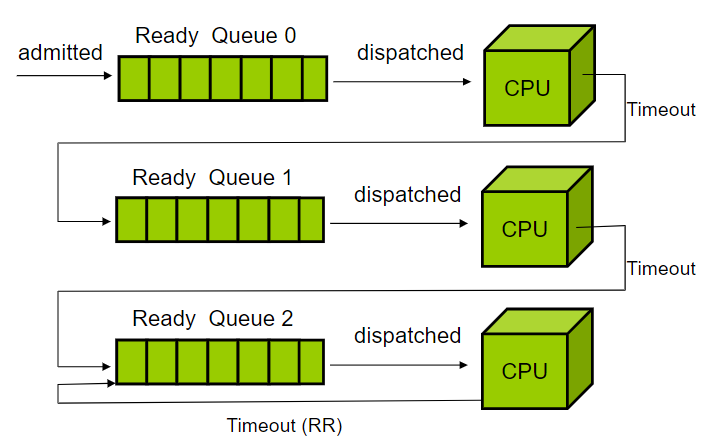 Ready Queue 0
admitted
dispatched
CPU
Timeout
Ready Queue 1
dispatched
CPU
Timeout
Ready Queue 2
dispatched
CPU
Timeout (RR)